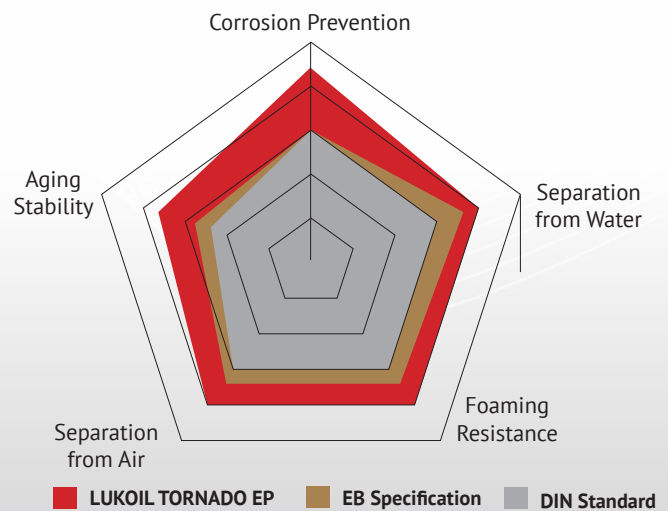 Corrosion Prevention
Aging
Stability
Separation
from Water
Foaming
Resistance
Separation
from Air
LUKOIL TORNADO EP
EB Specification
DIN Standard